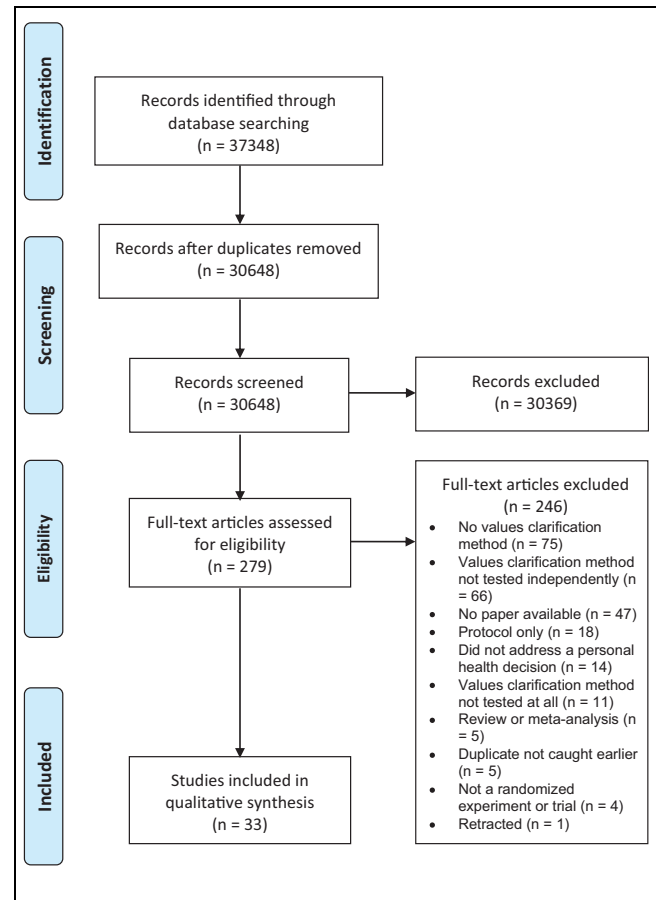 Identification
Records identified through
database searching
(n = 37348)
Screening
Records after duplicates removed
(n = 30648)
Records screened
(n = 30648)
Records excluded
(n = 30369)
Eligibility
Full-text articles assessed
for eligibility
(n = 279)
Full-text articles excluded
(n = 246)
• No values clarification
method (n = 75)
• Values clarification method
not tested independently (n
= 66)
• No paper available (n = 47)
• Protocol only (n = 18)
• Did not address a personal
health decision (n = 14)
• Values clarification method
not tested at all (n = 11)
• Review or meta-analysis (n
= 5)
• Duplicate not caught earlier
(n = 5)
• Not a randomized
experiment or trial (n = 4)
• Retracted (n = 1)
Included
Studies included in
qualitative synthesis
(n = 33)